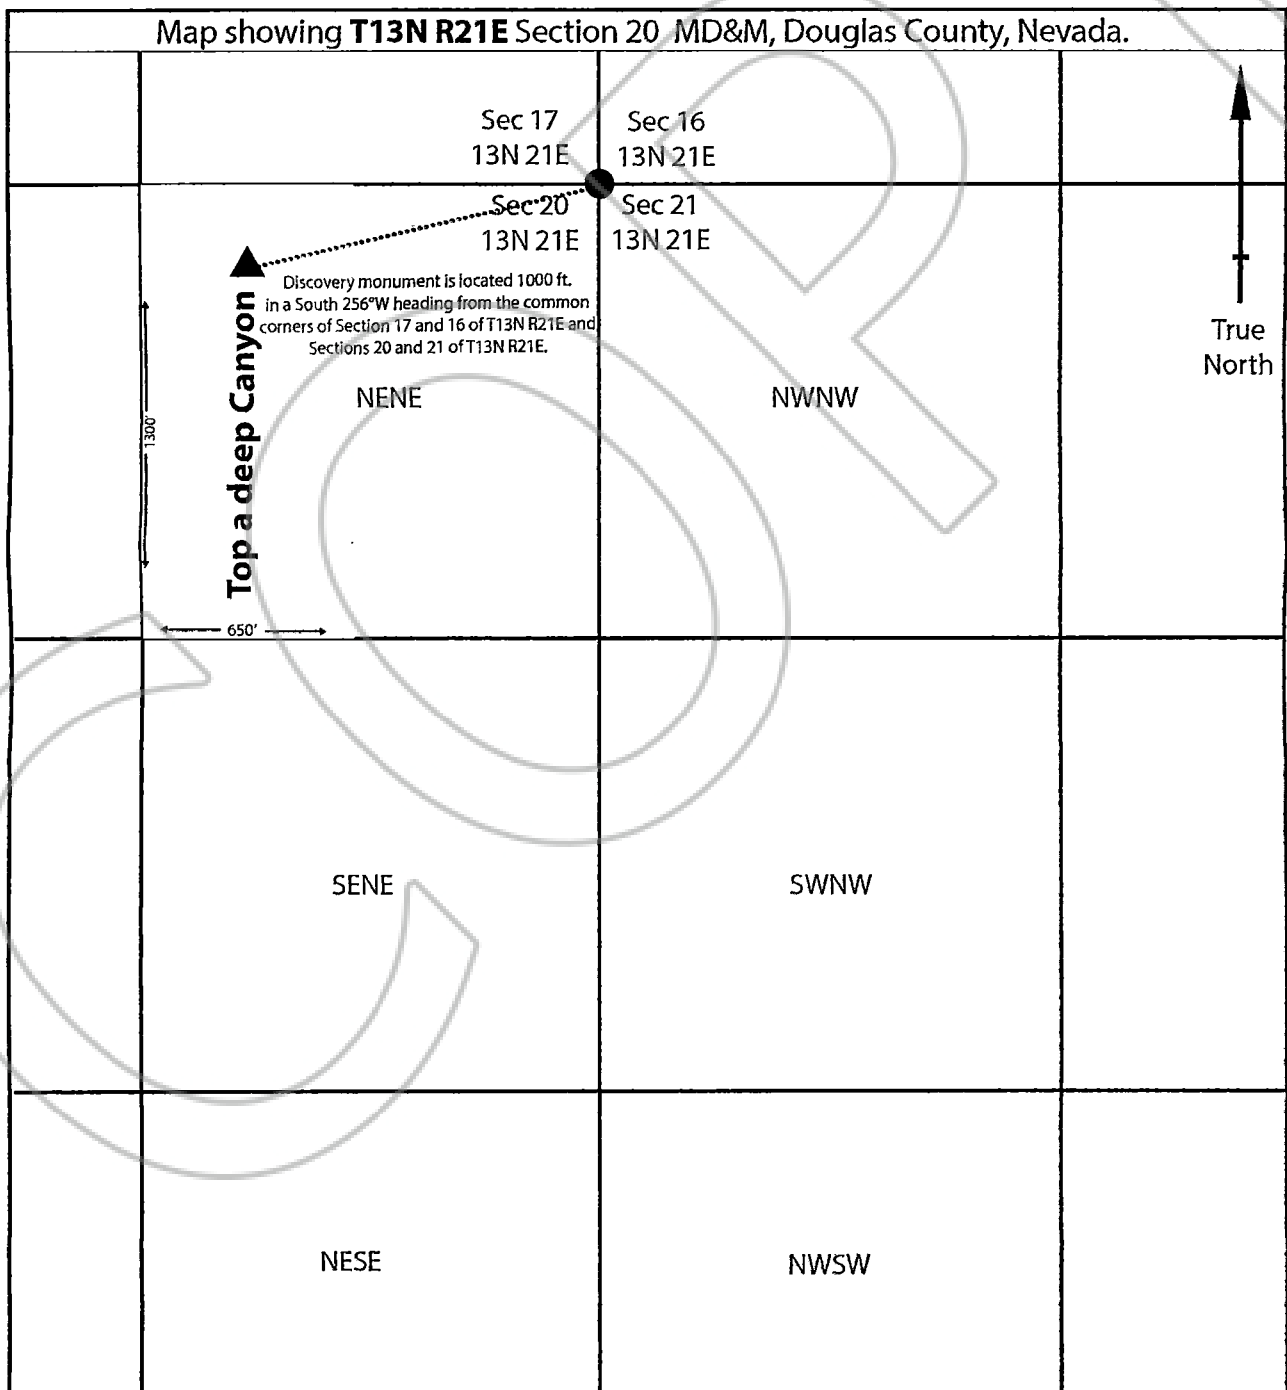 Map showing T13N R21E Section 20 MD&M, Douglas County, Nevada.
Sec 17
13N 21E
Sec 16
13N 21E
Sec 20
13N 21E
Sec 21
13N 21E
Discovery monument is located 1000 ft.
in a South 256°W heading from the common
corners of Section 17 and 16 of T13N R21E and
Sections 20 and 21 of T13N R21E.
True
North
Top a deep Canyon
1300'
650'
NENE
NWNW
SENE
SWNW
NESE
NWSW
COP